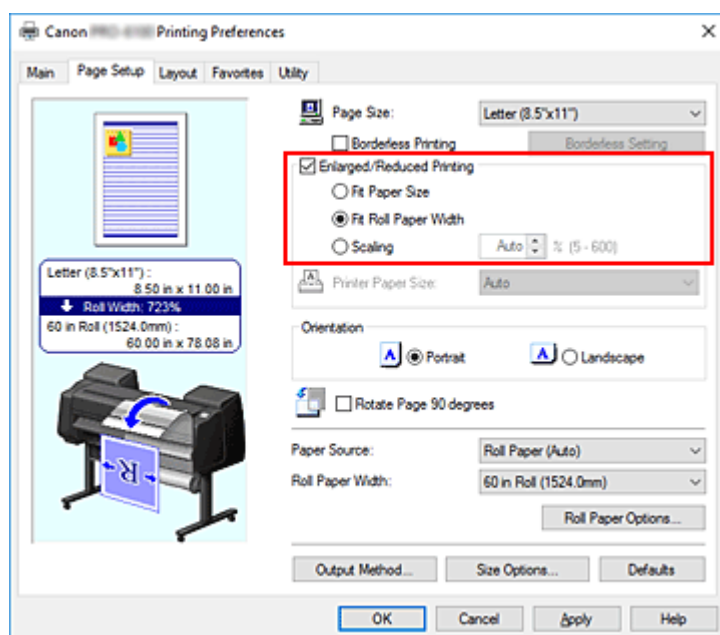 Canon Printing Preferences
Main Page Setup Layout Favorites Utility
Page Size: Letter (8.5"x11")
Borderless Printing Borderless Setting
Enlarged/Reduced Printing
Fit Paper Size
Fit Roll Paper Width
Scaling Auto % (5 - 600)
Printer Paper Size: Auto
Letter (8.5"x11") :
8.50 in x 11.00 in
Roll Width: 723%
60 in Roll (1524.0mm) :
60.00 in x 78.08 in
Orientation
A Portrait A Landscape
Rotate Page 90 degrees
R
Paper Source: Roll Paper (Auto)
Roll Paper Width: 60 in Roll (1524.0mm)
Roll Paper Options...
Output Method... Size Options... Defaults
OK Cancel Apply Help